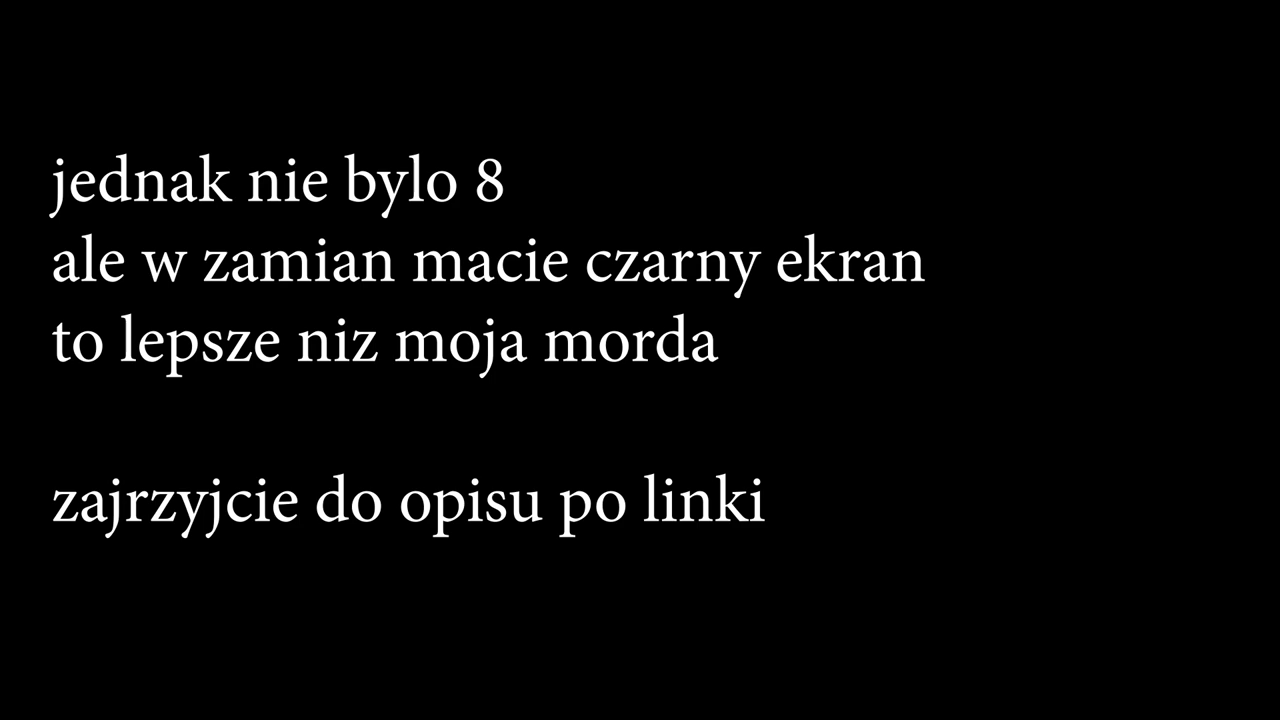 jednak nie bylo 8
ale w zamian macie czarny ekran
to lepsze niz moja morda
zajrzyjcie do opisu po linki